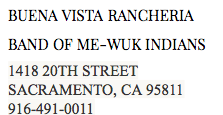 BUENA VISTA RANCHERIA
BAND OF ME-WUK INDIANS
1418 20TH STREET
SACRAMENTO, CA 95811
916-491-0011